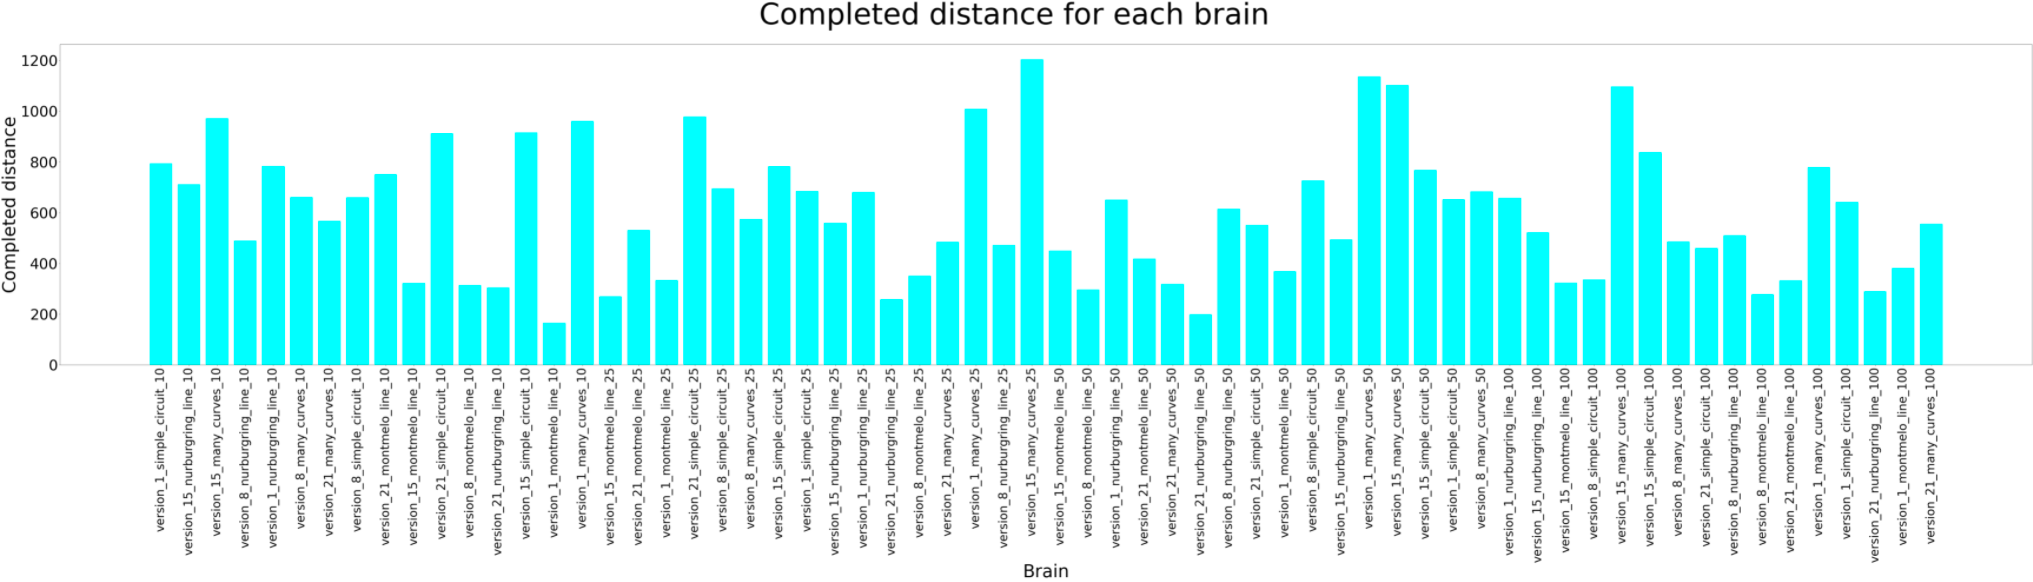 Completed distance for each brain
Completed distance
1200
1000
800
600
400
200
0
version_1_simple_circuit_10
version_15_nurburgring_line_10
version_15_many_curves_10
version_8_nurburgring_line_10
version_1_nurburgring_line_10
version_8_many_curves_10
version_21_many_curves_10
version_8_simple_circuit_10
version_21_montmelo_line_10
version_15_montmelo_line_10
version_21_simple_circuit_10
version_8_montmelo_line_10
version_21_nurburgring_line_10
version_15_simple_circuit_10
version_1_montmelo_line_10
version_1_many_curves_10
version_15_montmelo_line_25
version_21_montmelo_line_25
version_1_montmelo_line_25
version_21_simple_circuit_25
version_8_simple_circuit_25
version_8_many_curves_25
version_15_simple_circuit_25
version_1_simple_circuit_25
version_15_nurburgring_line_25
version_1_nurburgring_line_25
version_21_nurburgring_line_25
version_8_montmelo_line_25
version_21_many_curves_25
version_1_many_curves_25
version_8_nurburgring_line_25
version_15_many_curves_25
version_15_montmelo_line_50
version_8_montmelo_line_50
version_1_nurburgring_line_50
version_21_montmelo_line_50
version_21_many_curves_50
version_21_nurburgring_line_50
version_8_nurburgring_line_50
version_21_simple_circuit_50
version_1_montmelo_line_50
version_8_simple_circuit_50
version_15_nurburgring_line_50
version_1_many_curves_50
version_15_many_curves_50
version_15_simple_circuit_50
version_1_simple_circuit_50
version_8_many_curves_50
version_1_nurburgring_line_100
version_15_nurburgring_line_100
version_15_montmelo_line_100
version_8_simple_circuit_100
version_15_many_curves_100
version_15_simple_circuit_100
version_8_many_curves_100
version_21_simple_circuit_100
version_8_nurburgring_line_100
version_8_montmelo_line_100
version_21_montmelo_line_100
version_1_many_curves_100
version_1_simple_circuit_100
version_21_nurburgring_line_100
version_1_montmelo_line_100
version_21_many_curves_100
Brain